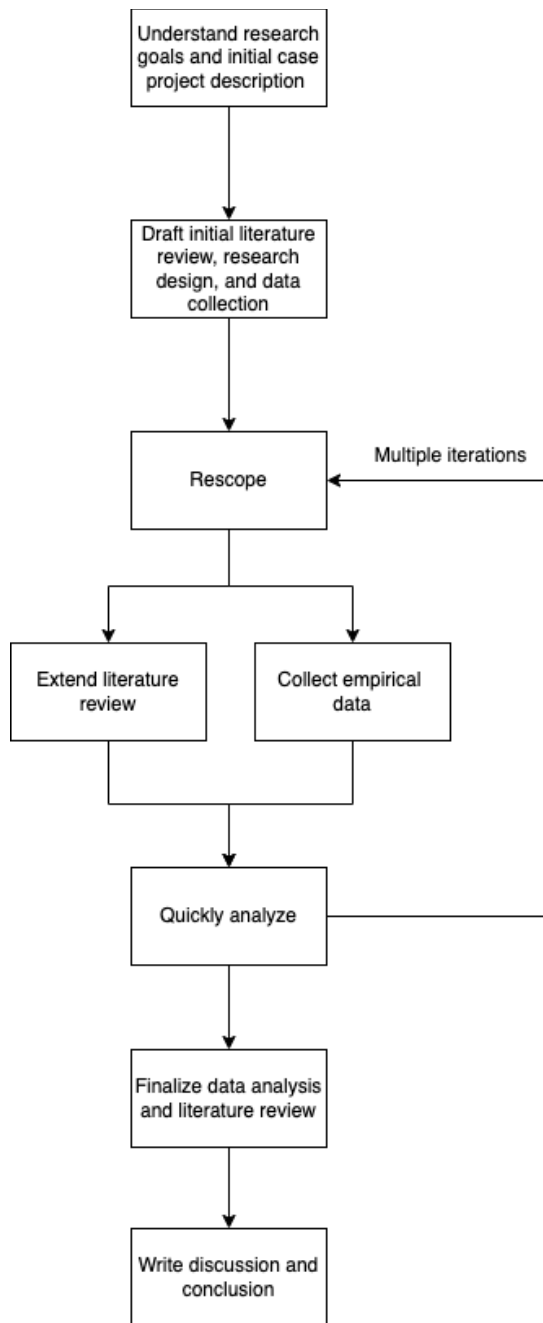 Understand research
goals and initial case
project description
Draft initial literature
review, research
design, and data
collection
Rescope
Multiple iterations
Extend literature
review
Collect empirical
data
Quickly analyze
Finalize data analysis
and literature review
Write discussion and
conclusion